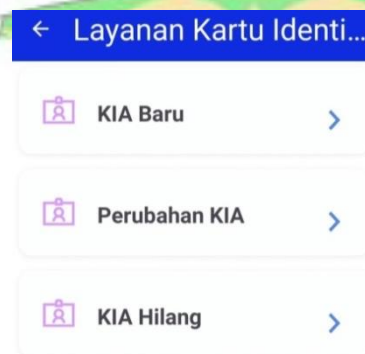 ← Layanan Kartu Identi...
KIA Baru
Perubahan KIA
KIA Hilang